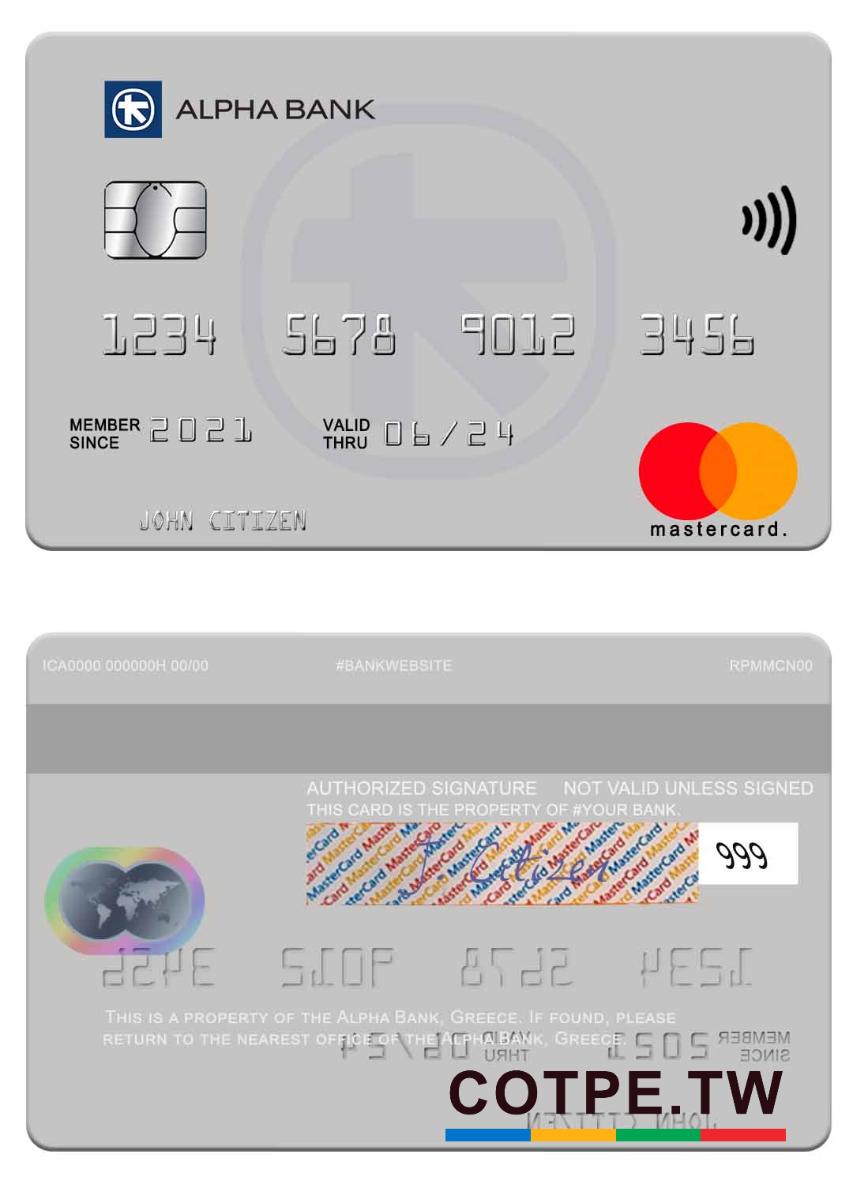 ALPHA BANK
1234 5678 9012 3456
MEMBER SINCE 2021 VALID THRU 06/24
JOHN CITIZEN
mastercard.
ICA0000 000000H 00/00 #BANKWEBSITE RPMMCN00
AUTHORIZED SIGNATURE NOT VALID UNLESS SIGNED
THIS CARD IS THE PROPERTY OF #YOUR BANK.
J. Citizen
999
THIS IS A PROPERTY OF THE ALPHA BANK, GREECE. IF FOUND, PLEASE
RETURN TO THE NEAREST OFFICE OF THE ALPHA BANK, GREECE.
COTPE.TW